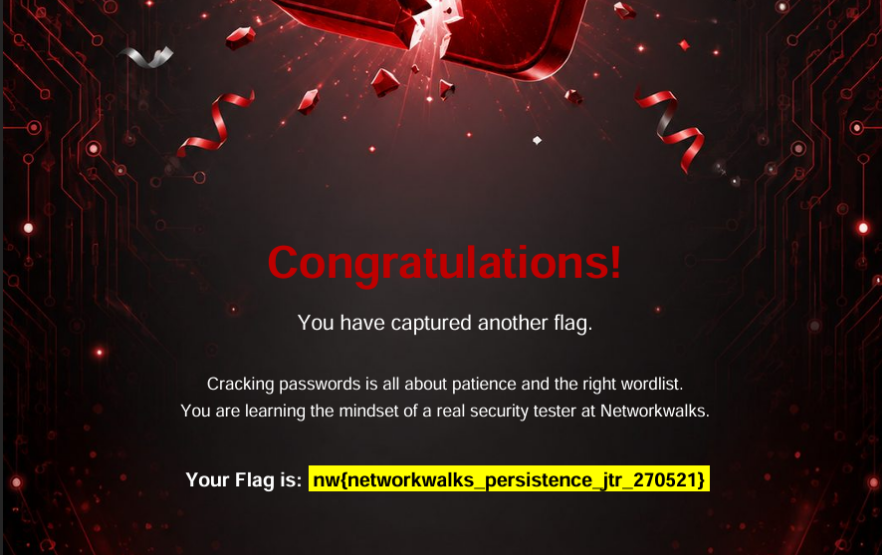 Congratulations!
You have captured another flag.
Cracking passwords is all about patience and the right wordlist.
You are learning the mindset of a real security tester at Networkwalks.
Your Flag is: nw{networkwalks_persistence_jtr_270521}